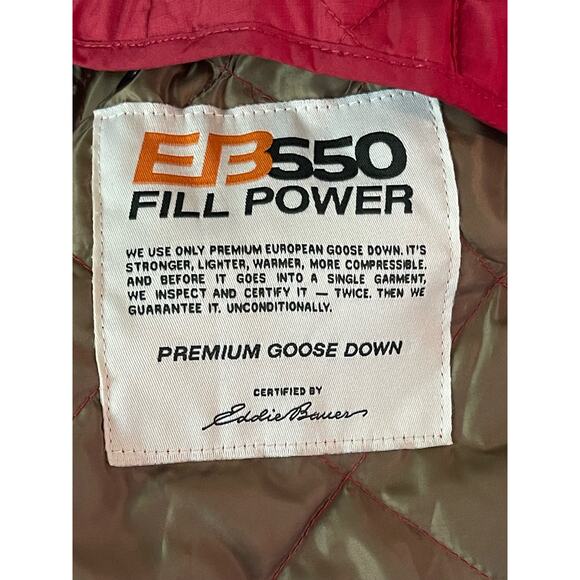 EB550
FILL POWER
WE USE ONLY PREMIUM EUROPEAN GOOSE DOWN. IT'S
STRONGER, LIGHTER, WARMER, MORE COMPRESSIBLE.
AND BEFORE IT GOES INTO A SINGLE GARMENT,
WE INSPECT AND CERTIFY IT — TWICE. THEN WE
GUARANTEE IT. UNCONDITIONALLY.
PREMIUM GOOSE DOWN
CERTIFIED BY
Eddie Bauer